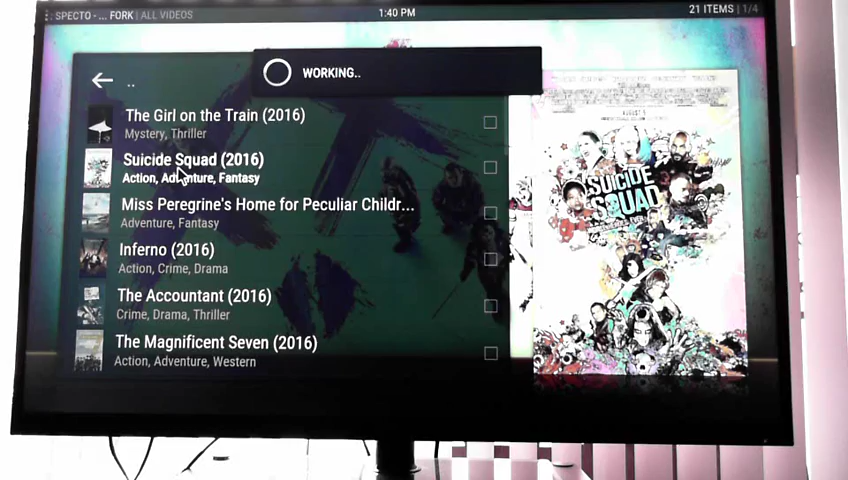 SPECTO - ... FORK | ALL VIDEOS
1:40 PM
21 ITEMS | 1/4
WORKING..
..
The Girl on the Train (2016)
Mystery, Thriller
Suicide Squad (2016)
Action, Adventure, Fantasy
Miss Peregrine's Home for Peculiar Childr...
Adventure, Fantasy
Inferno (2016)
Action, Crime, Drama
The Accountant (2016)
Crime, Drama, Thriller
The Magnificent Seven (2016)
Action, Adventure, Western
AUGUST 5
SUICIDE
SQUAD